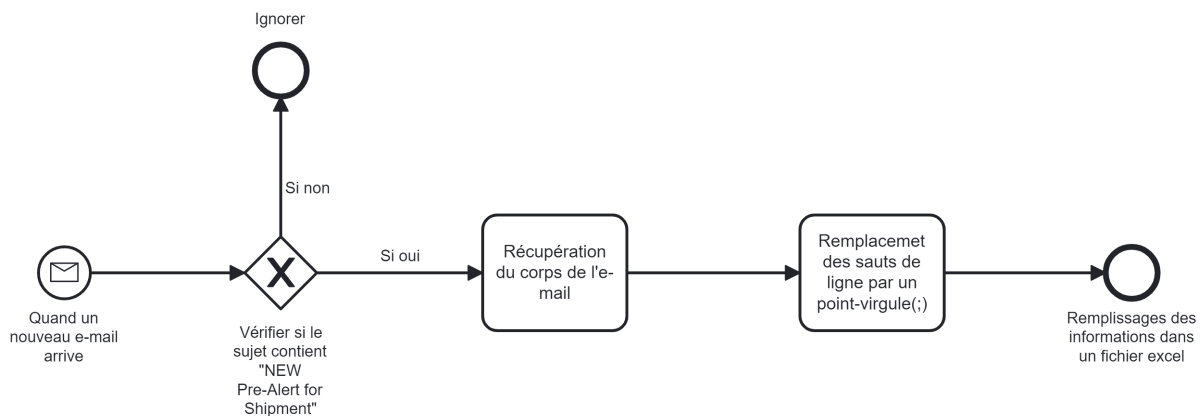 Ignorer
Si non
Si oui
Quand un
nouveau e-mail
arrive
Vérifier si le
sujet contient
"NEW
Pre-Alert for
Shipment"
Récupération
du corps de l'e-
mail
Remplacemet
des sauts de
ligne par un
point-virgule(;)
Remplissages des
informations dans
un fichier excel